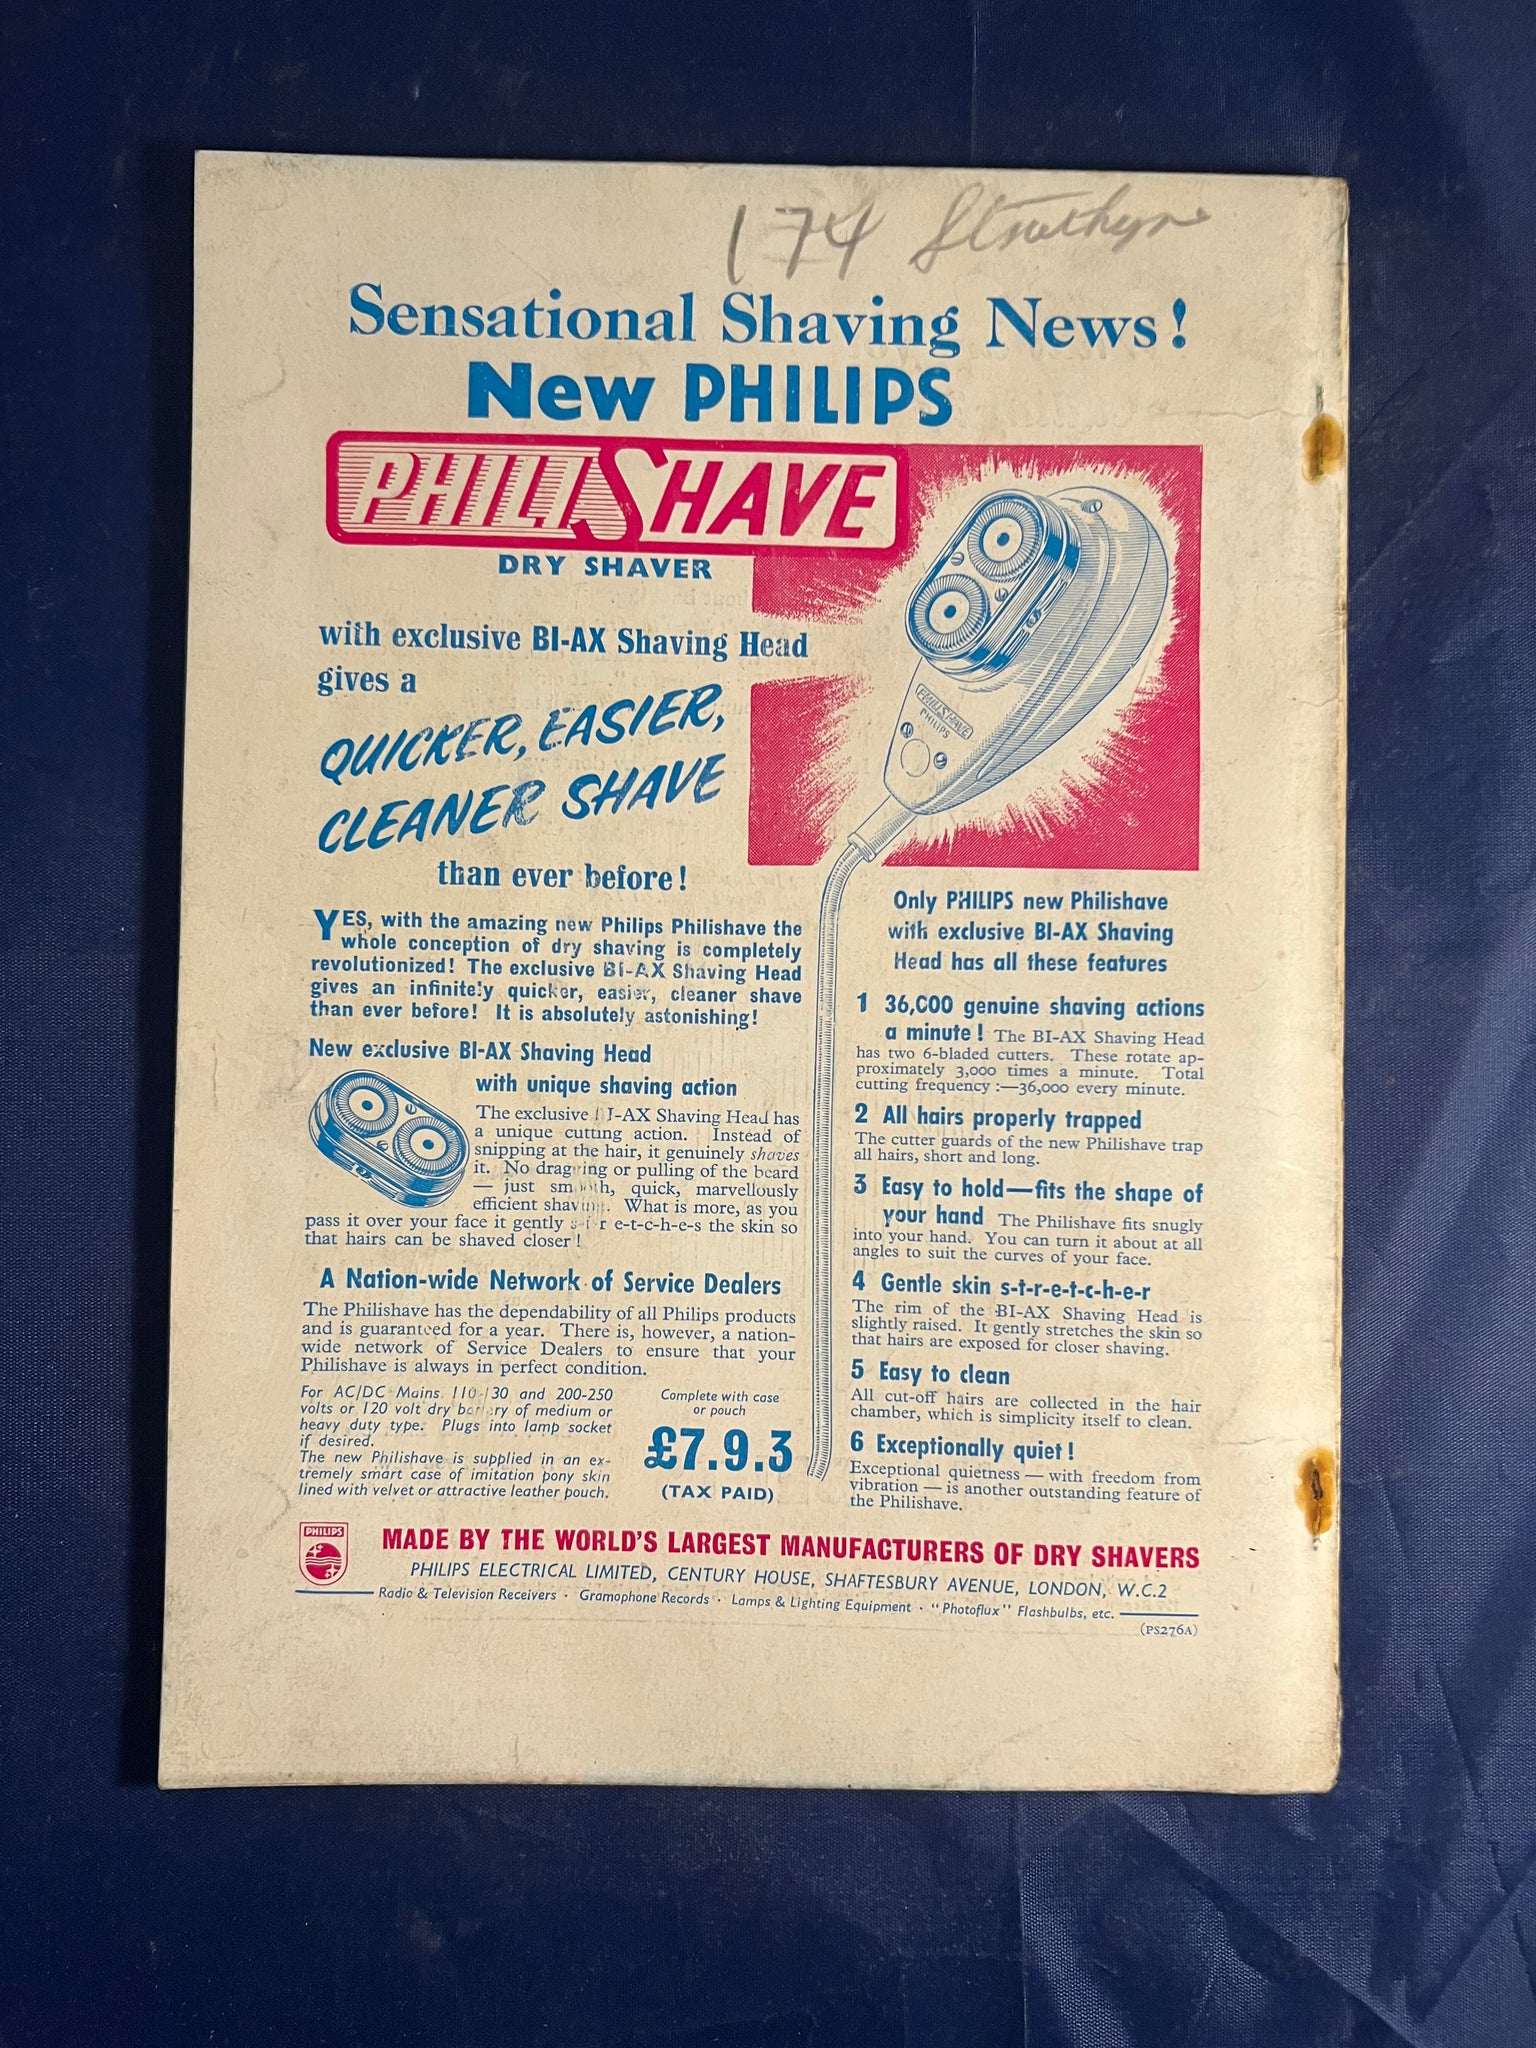 174
Sensational Shaving News!
New PHILIPS
PHILISHAVE
DRY SHAVER
with exclusive BI-AX Shaving Head
gives a
QUICKER, EASIER,
CLEANER SHAVE
than ever before!
PHILISHAVE
PHILIPS
YES, with the amazing new Philips Philishave the
whole conception of dry shaving is completely
revolutionized! The exclusive BI-AX Shaving Head
gives an infinitely quicker, easier, cleaner shave
than ever before! It is absolutely astonishing!
New exclusive BI-AX Shaving Head
with unique shaving action
The exclusive BI-AX Shaving Head has
a unique cutting action. Instead of
snipping at the hair, it genuinely shaves
it. No dragging or pulling of the beard
— just smooth, quick, marvellously
efficient shaving. What is more, as you
pass it over your face it gently s-t-r-e-t-c-h-e-s the skin so
that hairs can be shaved closer!
A Nation-wide Network of Service Dealers
The Philishave has the dependability of all Philips products
and is guaranteed for a year. There is, however, a nation-
wide network of Service Dealers to ensure that your
Philishave is always in perfect condition.
For AC/DC Mains. 110-130 and 200-250
volts or 120 volt dry battery of medium or
heavy duty type. Plugs into lamp socket
if desired.
The new Philishave is supplied in an ex-
tremely smart case of imitation pony skin
lined with velvet or attractive leather pouch.
Complete with case
or pouch
£7.9.3
(TAX PAID)
Only PHILIPS new Philishave
with exclusive BI-AX Shaving
Head has all these features
1 36,000 genuine shaving actions
a minute! The BI-AX Shaving Head
has two 6-bladed cutters. These rotate ap-
proximately 3,000 times a minute. Total
cutting frequency :—36,000 every minute.
2 All hairs properly trapped
The cutter guards of the new Philishave trap
all hairs, short and long.
3 Easy to hold—fits the shape of
your hand The Philishave fits snugly
into your hand. You can turn it about at all
angles to suit the curves of your face.
4 Gentle skin s-t-r-e-t-c-h-e-r
The rim of the BI-AX Shaving Head is
slightly raised. It gently stretches the skin so
that hairs are exposed for closer shaving.
5 Easy to clean
All cut-off hairs are collected in the hair
chamber, which is simplicity itself to clean.
6 Exceptionally quiet!
Exceptional quietness — with freedom from
vibration — is another outstanding feature of
the Philishave.
PHILIPS
MADE BY THE WORLD'S LARGEST MANUFACTURERS OF DRY SHAVERS
PHILIPS ELECTRICAL LIMITED, CENTURY HOUSE, SHAFTESBURY AVENUE, LONDON, W.C.2
Radio & Television Receivers · Gramophone Records · Lamps & Lighting Equipment · "Photoflux" Flashbulbs, etc.
(PS276A)